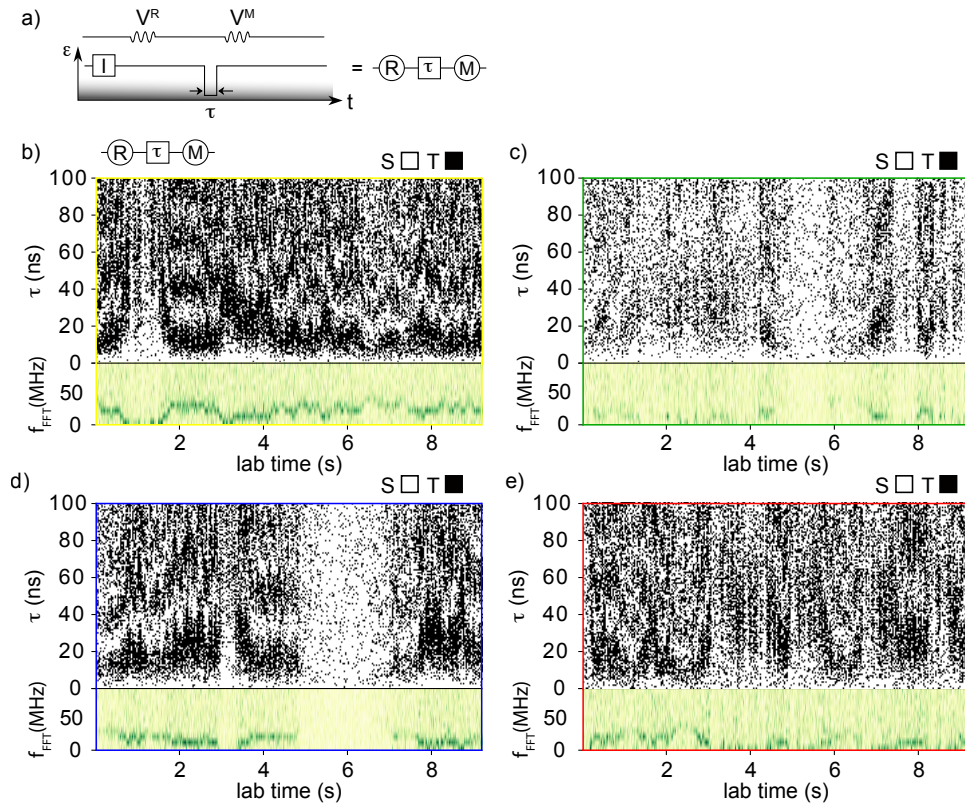 a)
V^R V^M
ε
I
τ
t
= R τ M
b)
R τ M
S T
100
80
60
40
20
0
τ (ns)
50
0
f_FFT(MHz)
2 4 6 8
lab time (s)
c)
S T
100
80
60
40
20
0
τ (ns)
50
0
f_FFT(MHz)
2 4 6 8
lab time (s)
d)
S T
100
80
60
40
20
0
τ (ns)
50
0
f_FFT(MHz)
2 4 6 8
lab time (s)
e)
S T
100
80
60
40
20
0
τ (ns)
50
0
f_FFT(MHz)
2 4 6 8
lab time (s)